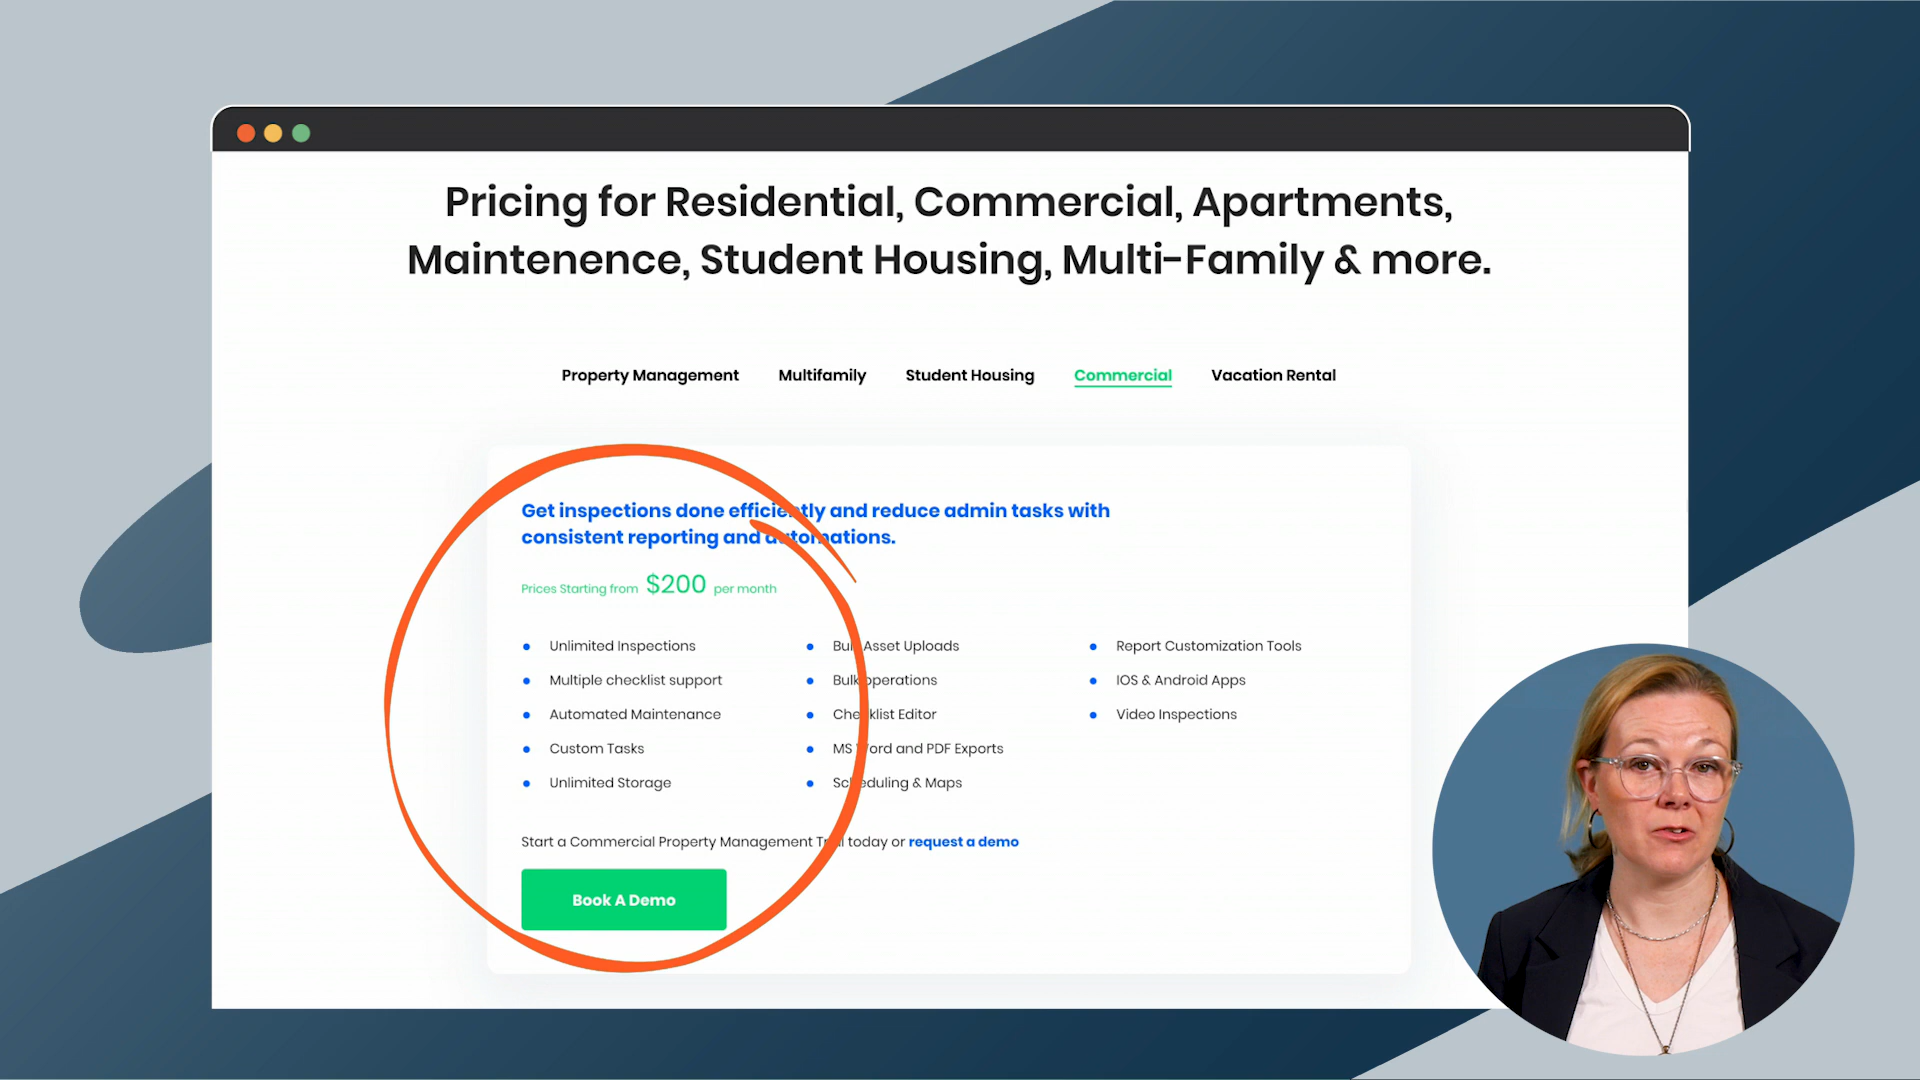 Pricing for Residential, Commercial, Apartments,
Maintenence, Student Housing, Multi-Family & more.
Property Management
Multifamily
Student Housing
Commercial
Vacation Rental
Get inspections done efficiently and reduce admin tasks with
consistent reporting and automations.
Prices Starting from $200 per month
Unlimited Inspections
Multiple checklist support
Automated Maintenance
Custom Tasks
Unlimited Storage
Bulk Asset Uploads
Bulk operations
Checklist Editor
MS Word and PDF Exports
Scheduling & Maps
Report Customization Tools
IOS & Android Apps
Video Inspections
Start a Commercial Property Management Trial today or request a demo
Book A Demo